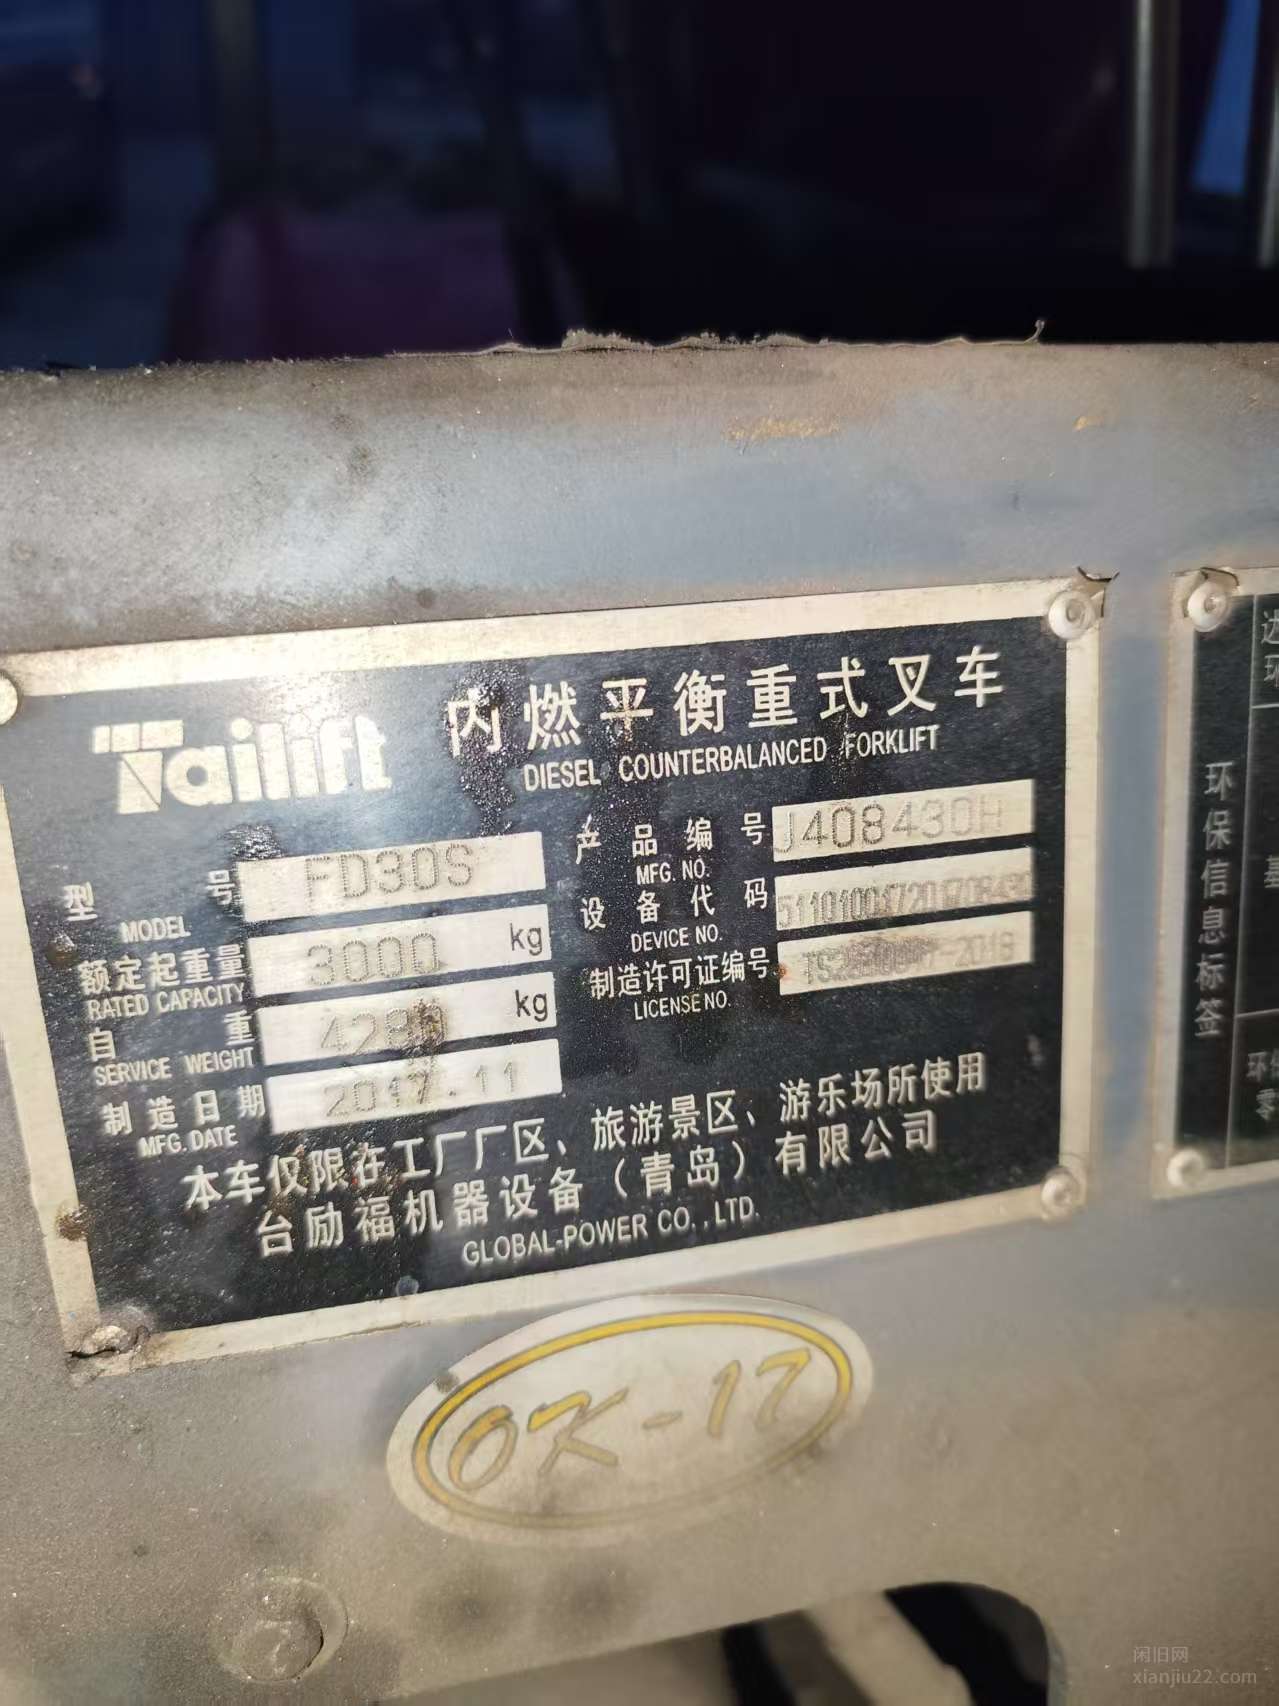 Tailift
内燃平衡重式叉车
DIESEL COUNTERBALANCED FORKLIFT
型号 FD30S
MODEL
额定起重量 3000 kg
RATED CAPACITY
自重 4280 kg
SERVICE WEIGHT
制造日期 2017.11
MFG.DATE
产品编号 J408430H
MFG. NO.
设备代码
DEVICE NO.
制造许可证编号
LICENSE NO.
本车仅限在工厂厂区、旅游景区、游乐场所使用
台励福机器设备（青岛）有限公司
GLOBAL-POWER CO.,LTD.
OK-17
环保信息标签
闲旧网
xianjiu22.com